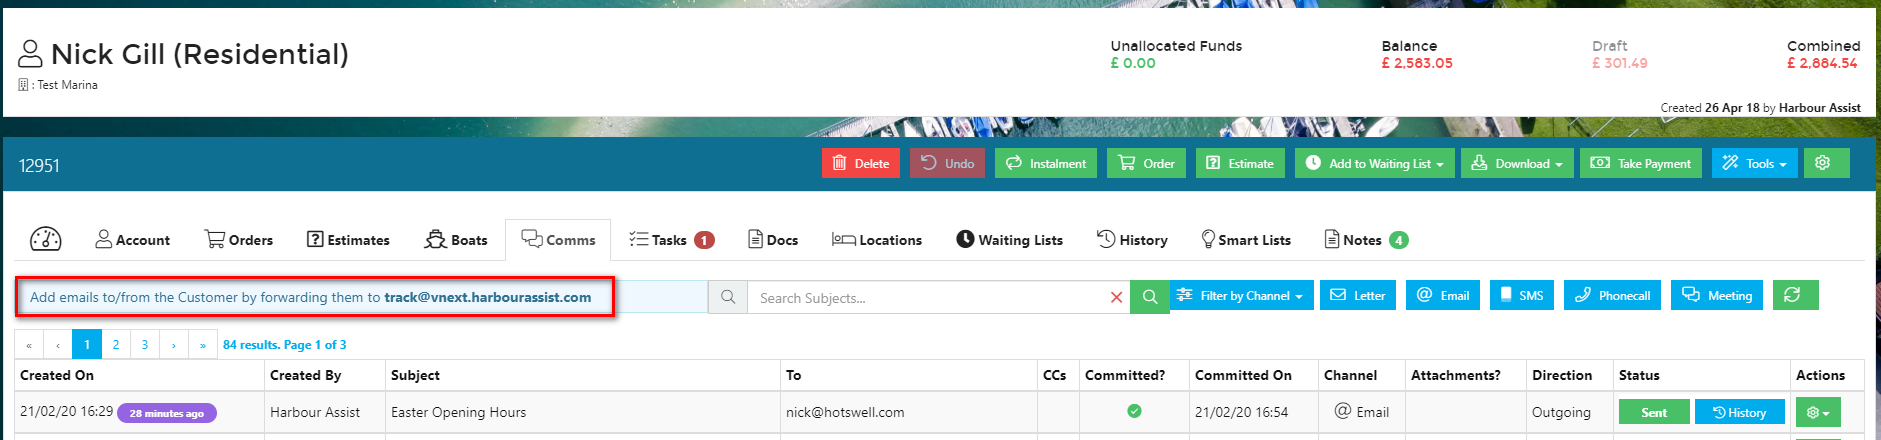 Nick Gill (Residential)
: Test Marina
Unallocated Funds Balance Draft Combined
£ 0.00 £ 2,583.05 £ 301.49 £ 2,884.54
Created 26 Apr 18 by Harbour Assist
12951 Delete Undo Instalment Order Estimate Add to Waiting List Download Take Payment Tools
Account Orders Estimates Boats Comms Tasks 1 Docs Locations Waiting Lists History Smart Lists Notes 4
Add emails to/from the Customer by forwarding them to track@vnext.harbourassist.com Search Subjects... Filter by Channel Letter Email SMS Phonecall Meeting
« ‹ 1 2 3 › » 84 results. Page 1 of 3
Created On Created By Subject To CCs Committed? Committed On Channel Attachments? Direction Status Actions
21/02/20 16:29 28 minutes ago Harbour Assist Easter Opening Hours nick@hotswell.com 21/02/20 16:54 Email Outgoing Sent History